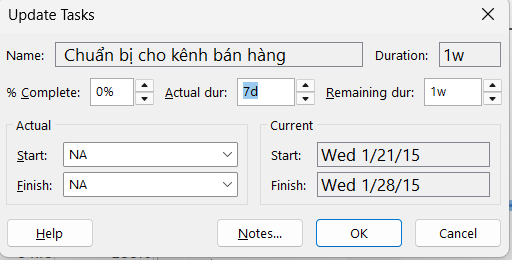 Update Tasks
Name: Chuẩn bị cho kênh bán hàng Duration: 1w
% Complete: 0% Actual dur: 7d Remaining dur: 1w
Actual Current
Start: NA Start: Wed 1/21/15
Finish: NA Finish: Wed 1/28/15
Help Notes... OK Cancel